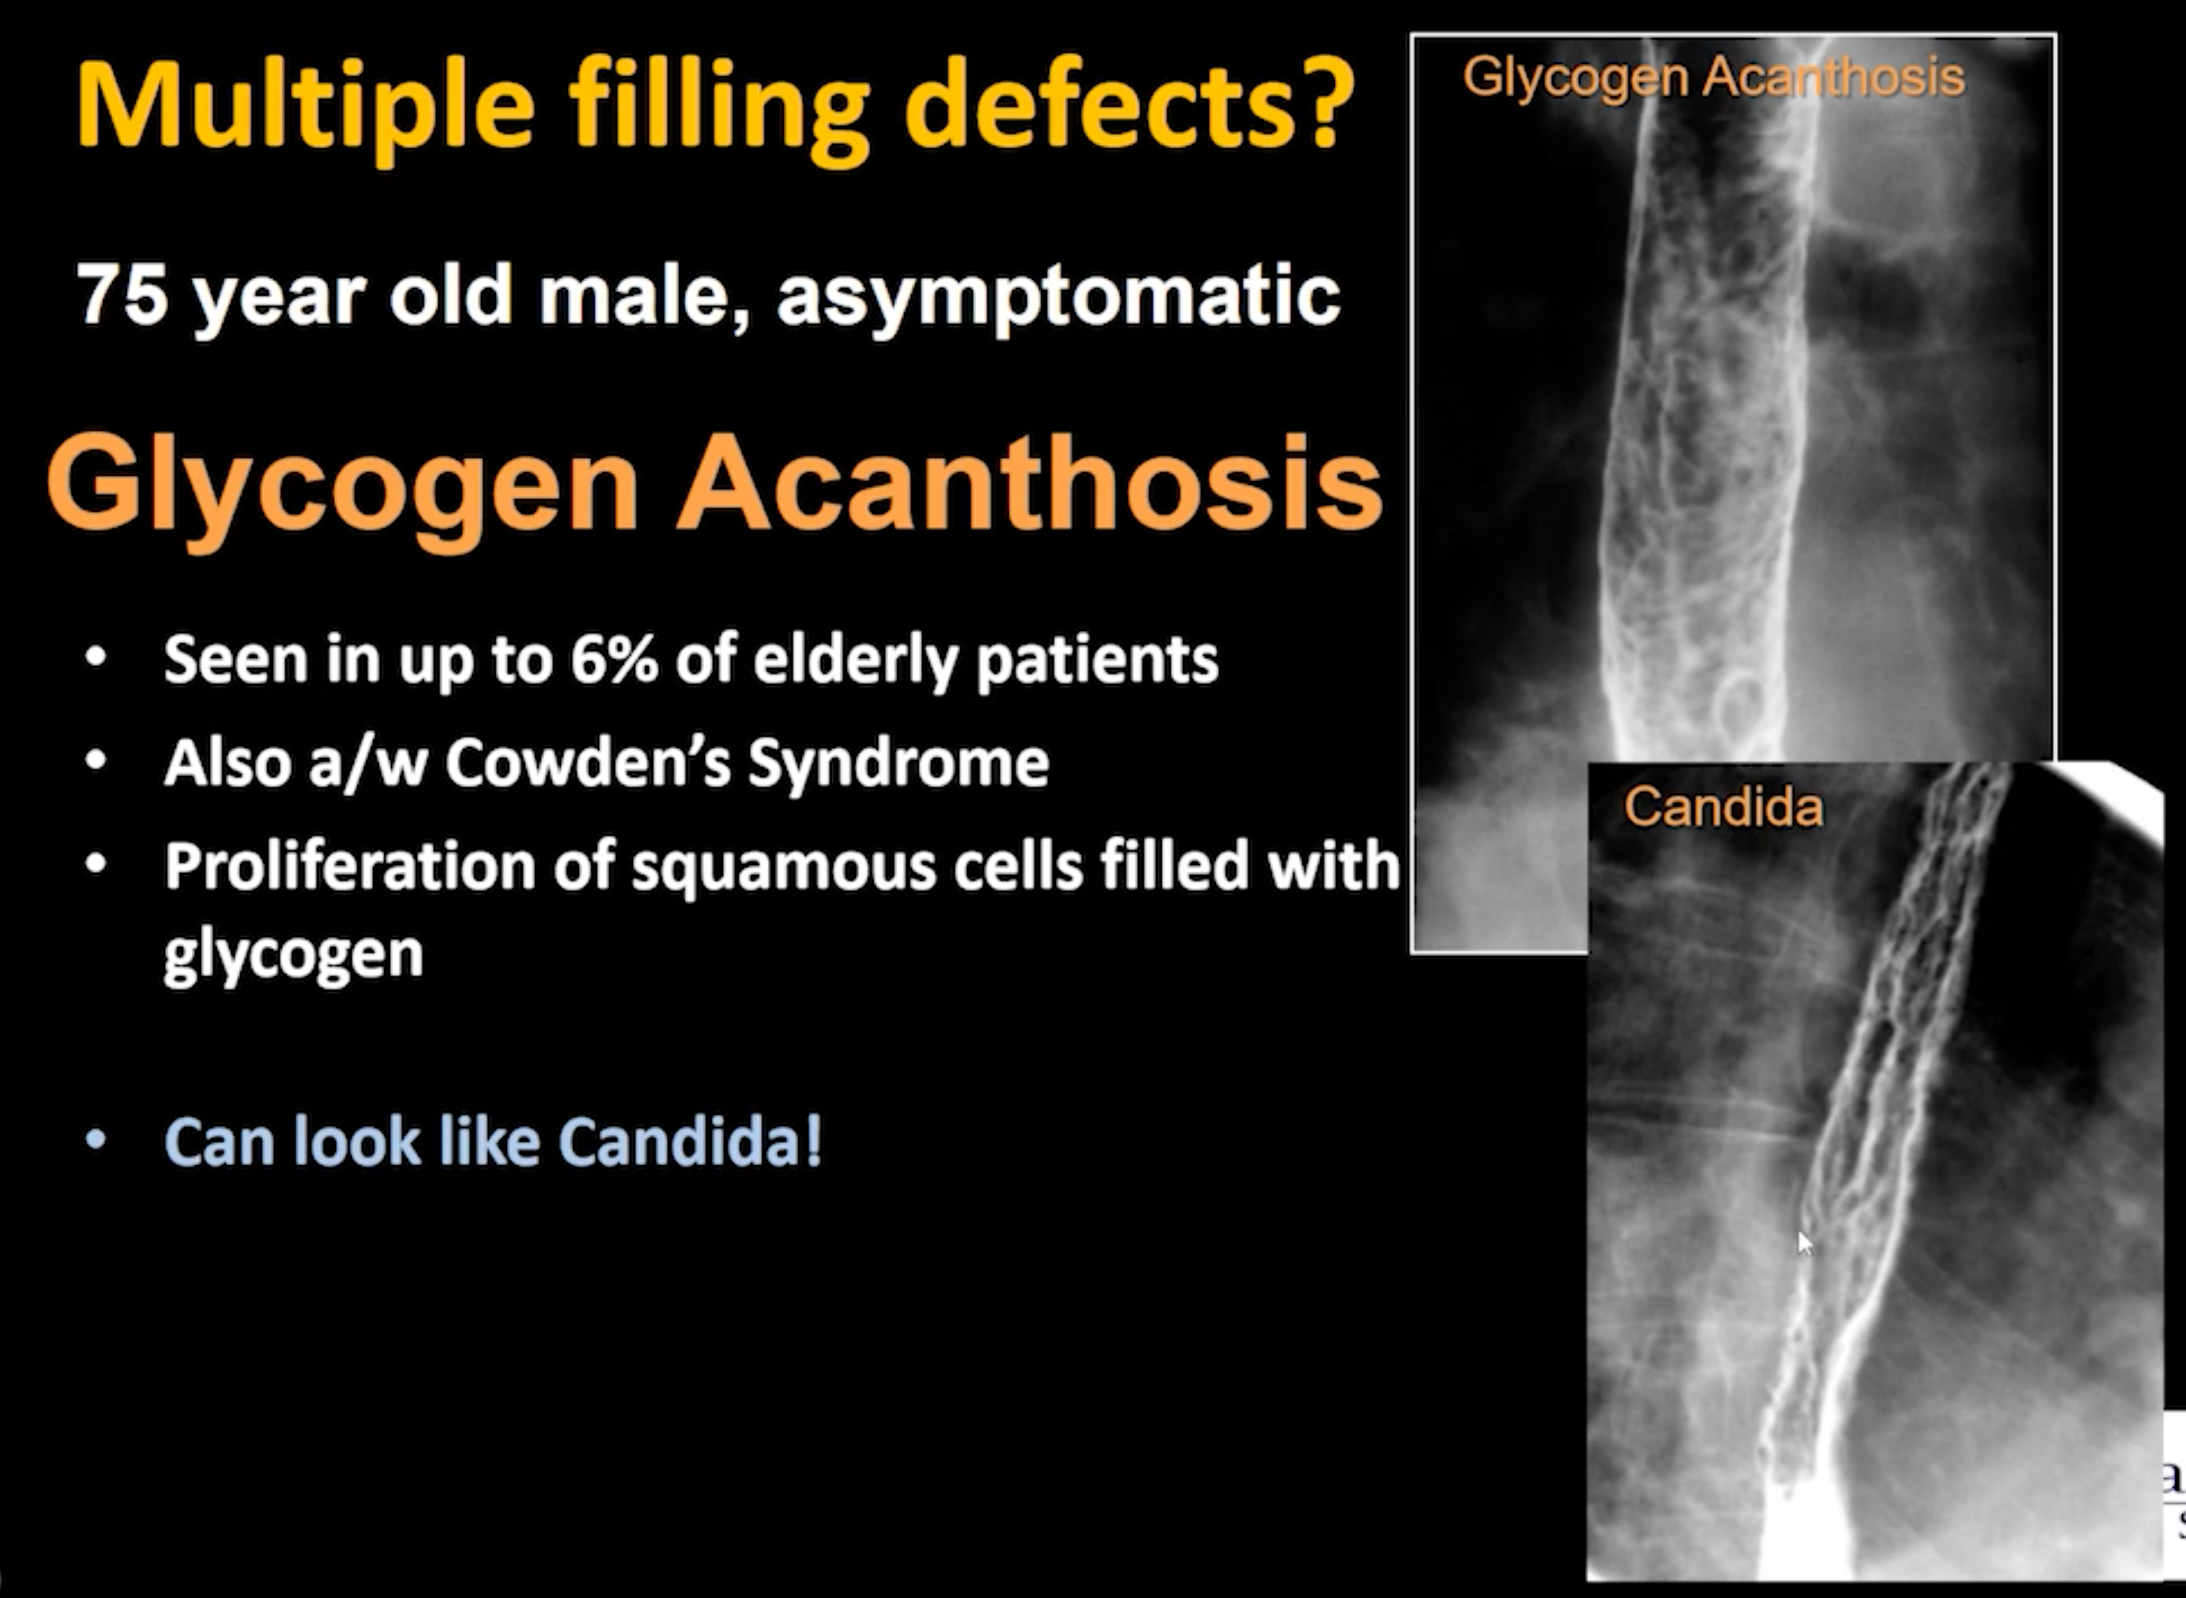 Multiple filling defects?
75 year old male, asymptomatic
Glycogen Acanthosis
• Seen in up to 6% of elderly patients
• Also a/w Cowden’s Syndrome
• Proliferation of squamous cells filled with
glycogen
• Can look like Candida!
Glycogen Acanthosis
Candida